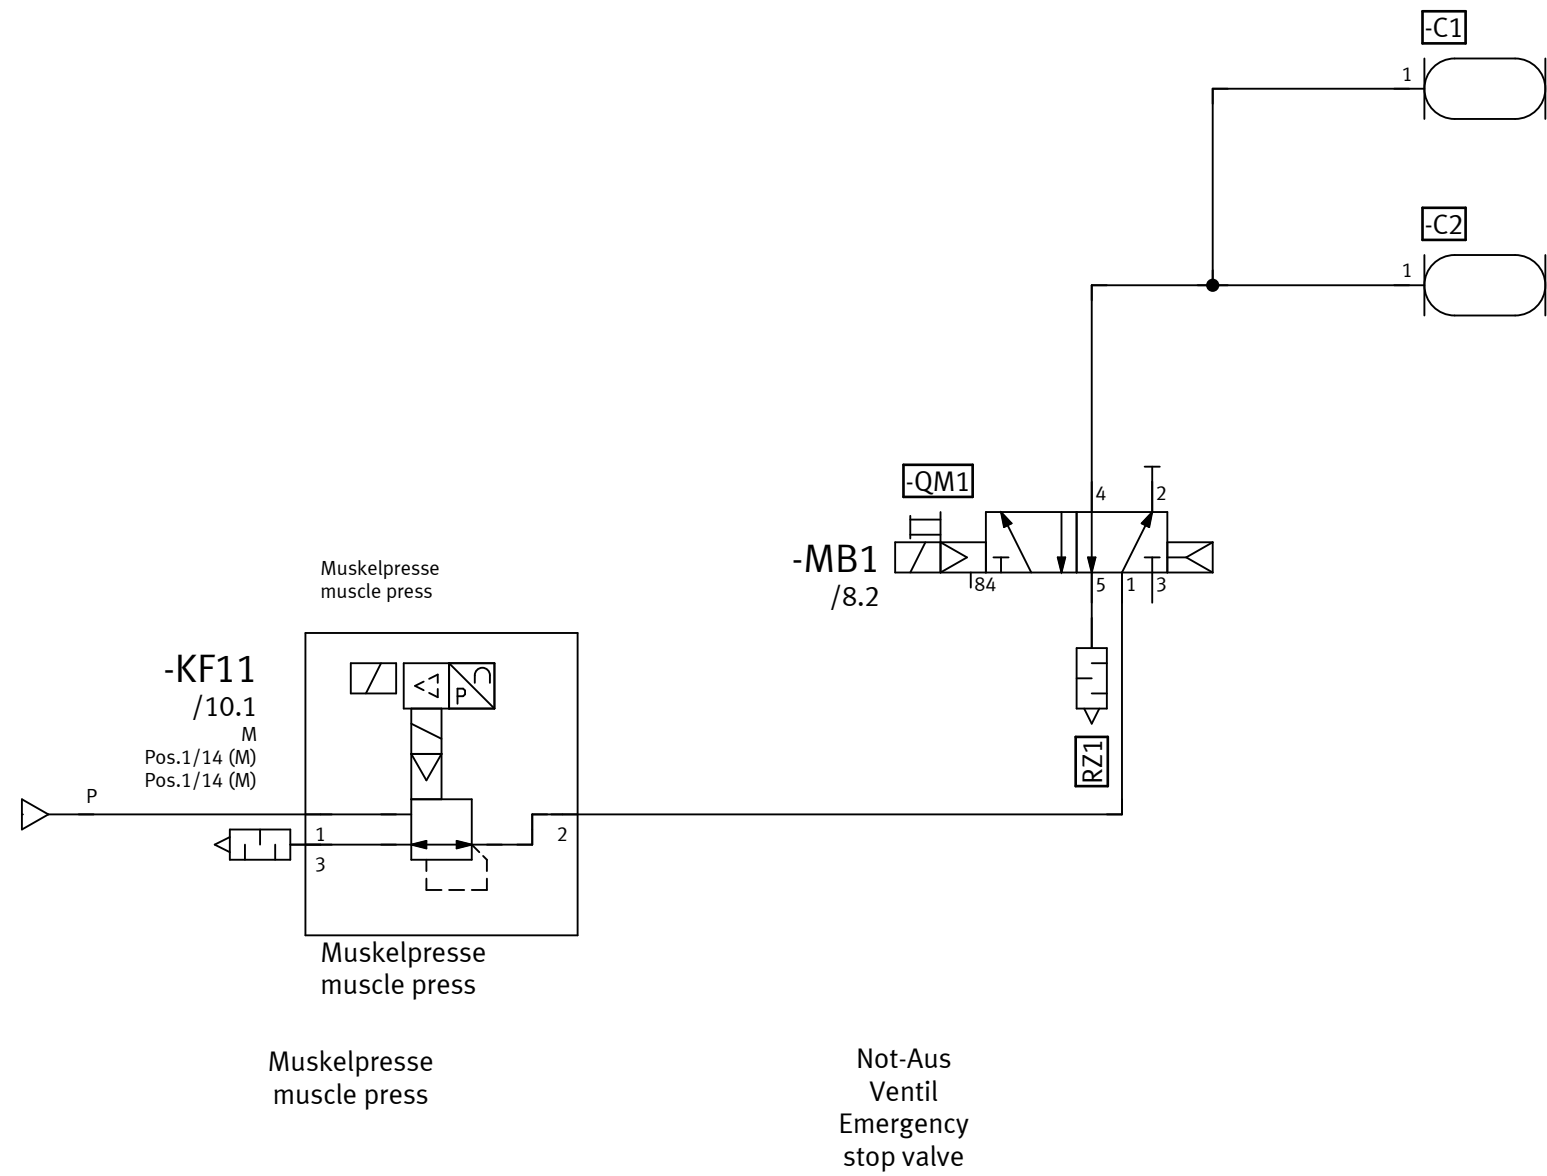 -C1
1
-C2
1
-QM1
4
2
-MB1
/8.2
84
5
1
3
Muskelpresse
muscle press
-KF11
/10.1
M
Pos.1/14 (M)
Pos.1/14 (M)
P
P
1
2
3
RZ1
Muskelpresse
muscle press
Muskelpresse
muscle press
Not-Aus
Ventil
Emergency
stop valve